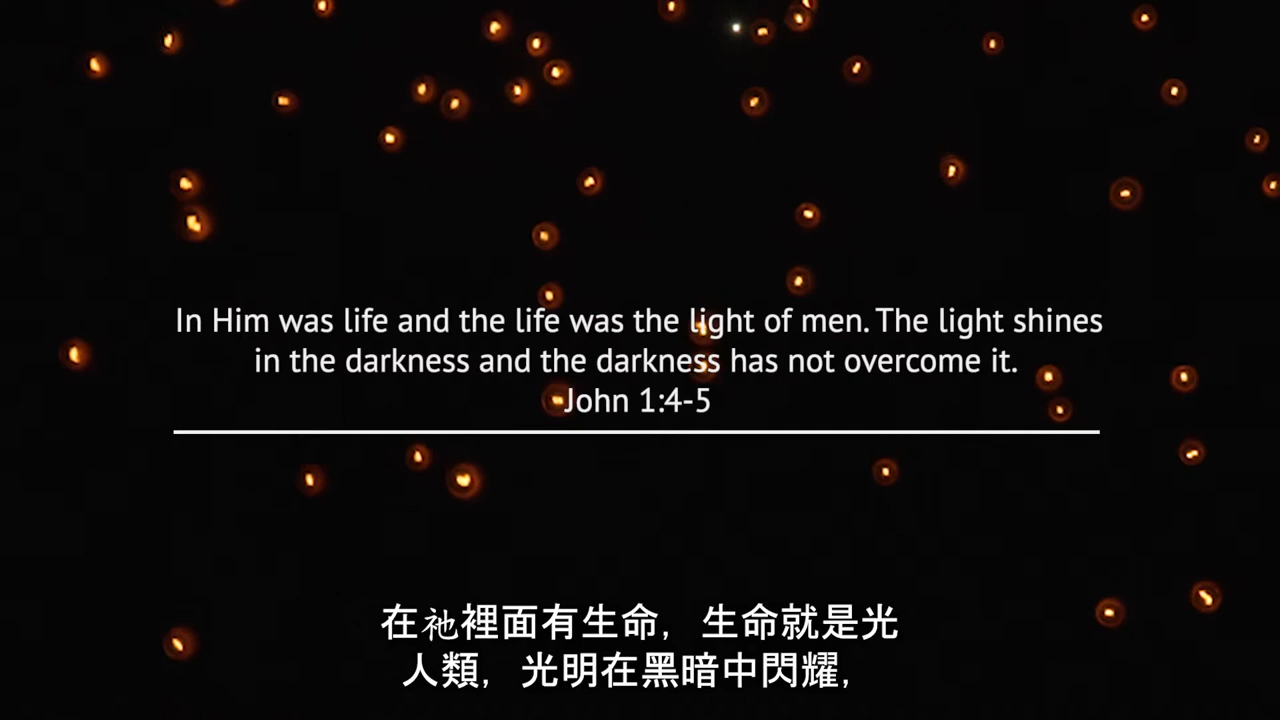 In Him was life and the life was the light of men. The light shines
in the darkness and the darkness has not overcome it.
John 1:4-5
在祂裡面有生命，生命就是光
人類，光明在黑暗中閃耀，